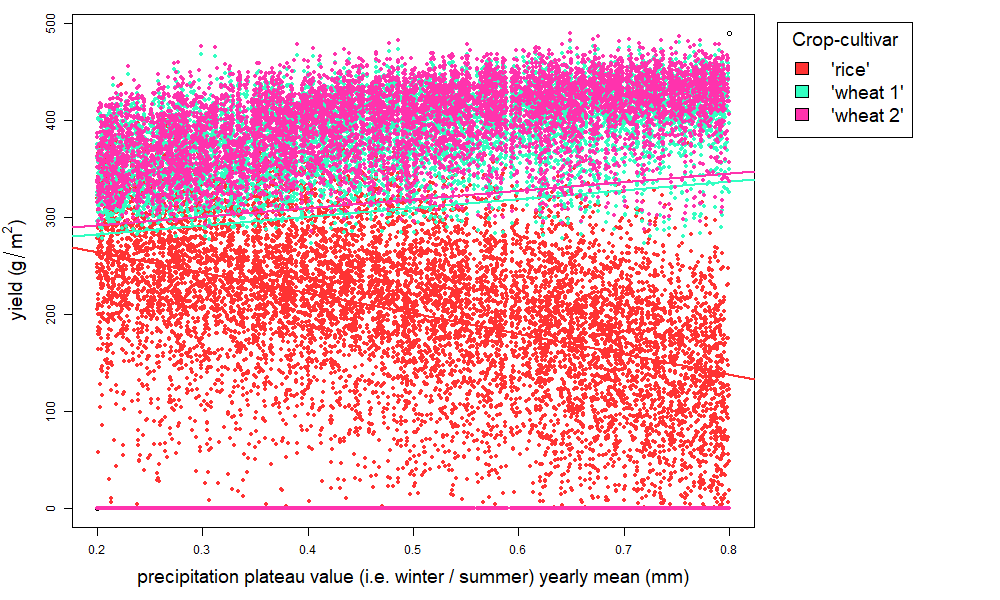 Crop-cultivar
'rice'
'wheat 1'
'wheat 2'
yield (g/m²)
500
400
300
200
100
0
0.2 0.3 0.4 0.5 0.6 0.7 0.8
precipitation plateau value (i.e. winter / summer) yearly mean (mm)